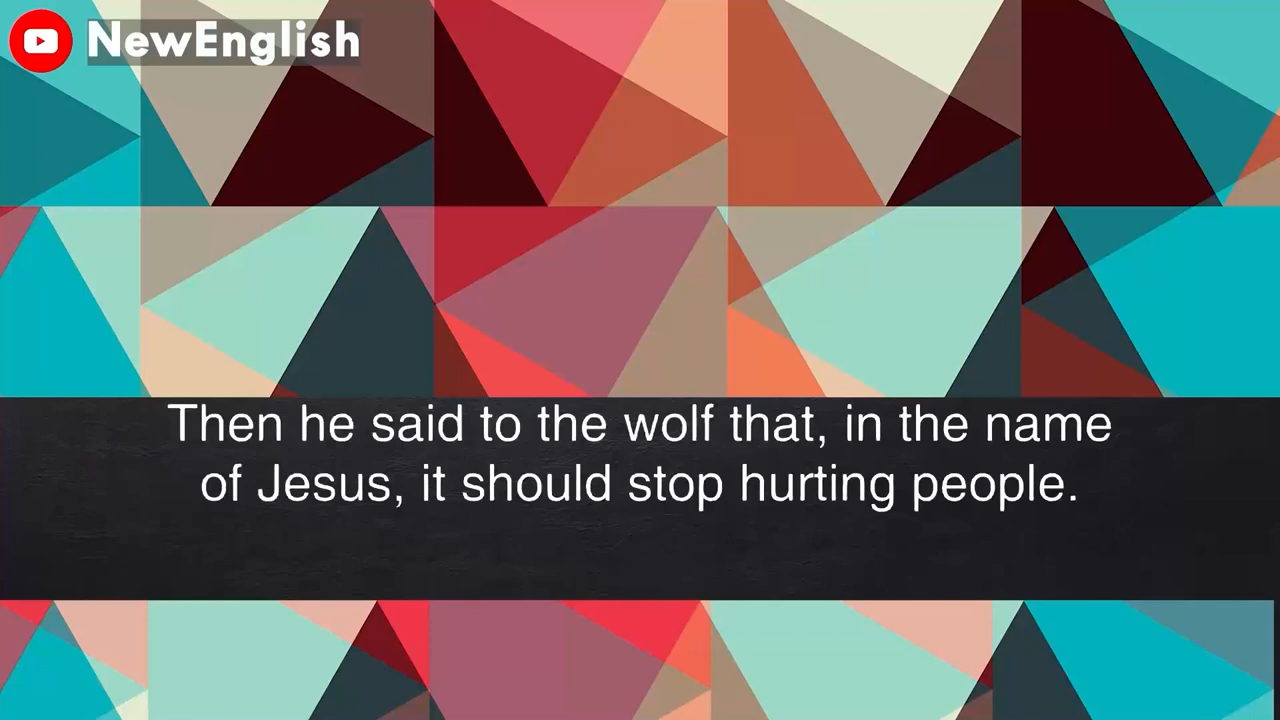 NewEnglish
Then he said to the wolf that, in the name
of Jesus, it should stop hurting people.